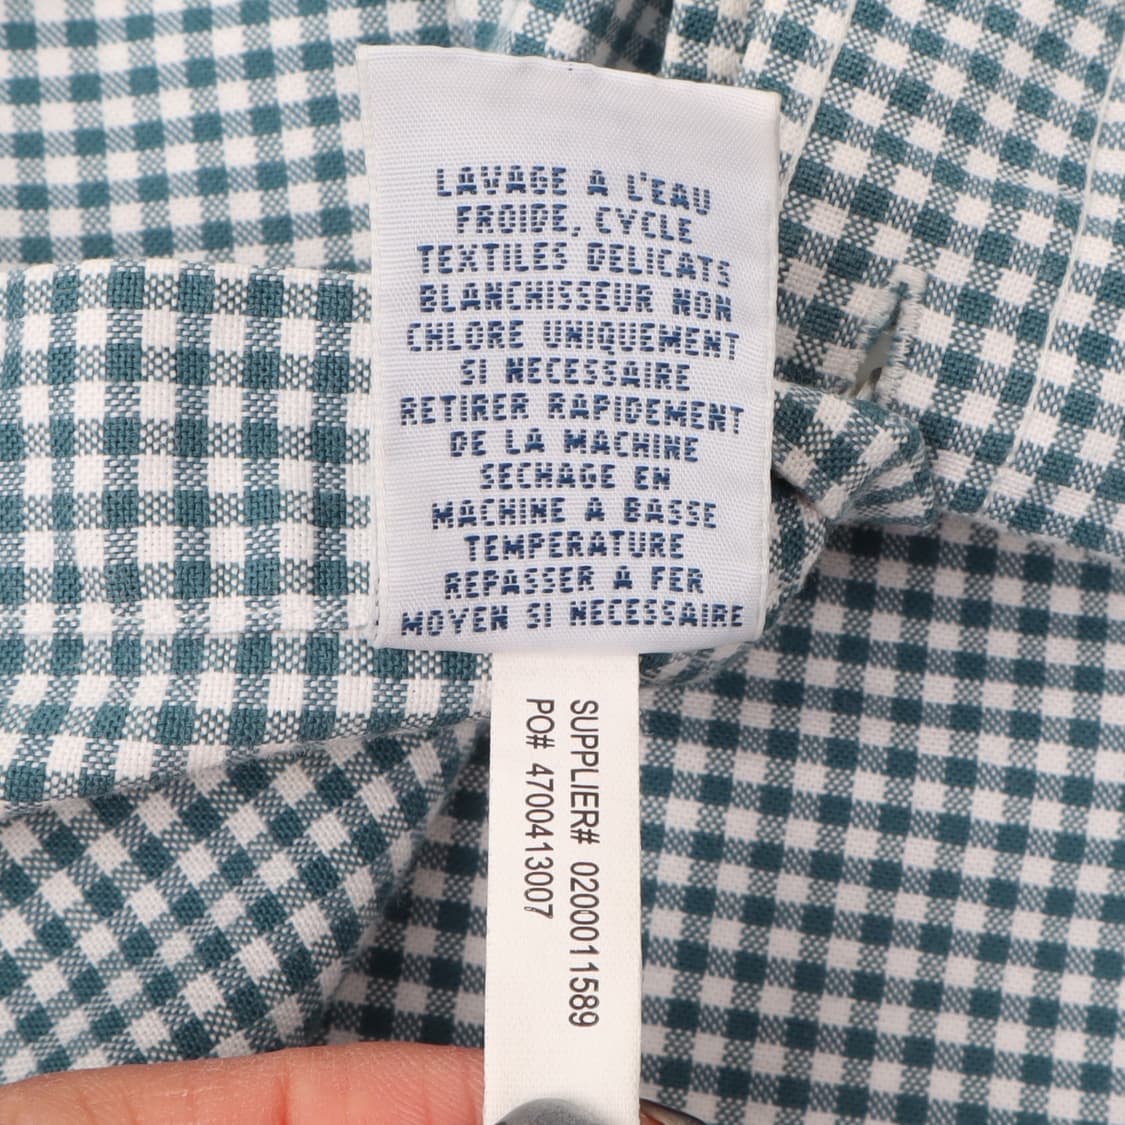 LAVAGE A L'EAU
FROIDE, CYCLE
TEXTILES DELICATS
BLANCHISSEUR NON
CHLORE UNIQUEMENT
SI NECESSAIRE
RETIRER RAPIDEMENT
DE LA MACHINE
SECHAGE EN
MACHINE A BASSE
TEMPERATURE
REPASSER A FER
MOYEN SI NECESSAIRE
SUPPLIER# 0200011589
PO# 4700413007